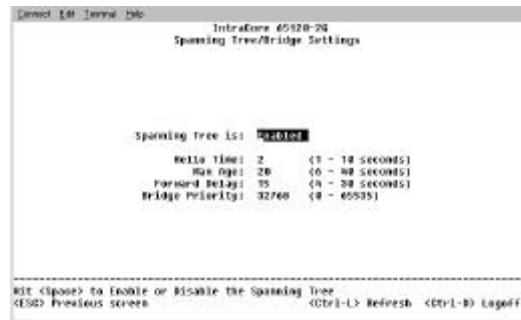 Connect Edit Terminal Help
IntraCore 65120-2G
Spanning Tree/Bridge Settings
Spanning Tree is: Enabled
Hello Time: 2 (1 - 10 seconds)
Max Age: 20 (6 - 40 seconds)
Forward Delay: 15 (4 - 30 seconds)
Bridge Priority: 32768 (0 - 65535)
Hit <Space> to Enable or Disable the Spanning Tree
<ESC> Previous screen <Ctrl-L> Refresh <Ctrl-D> Logoff